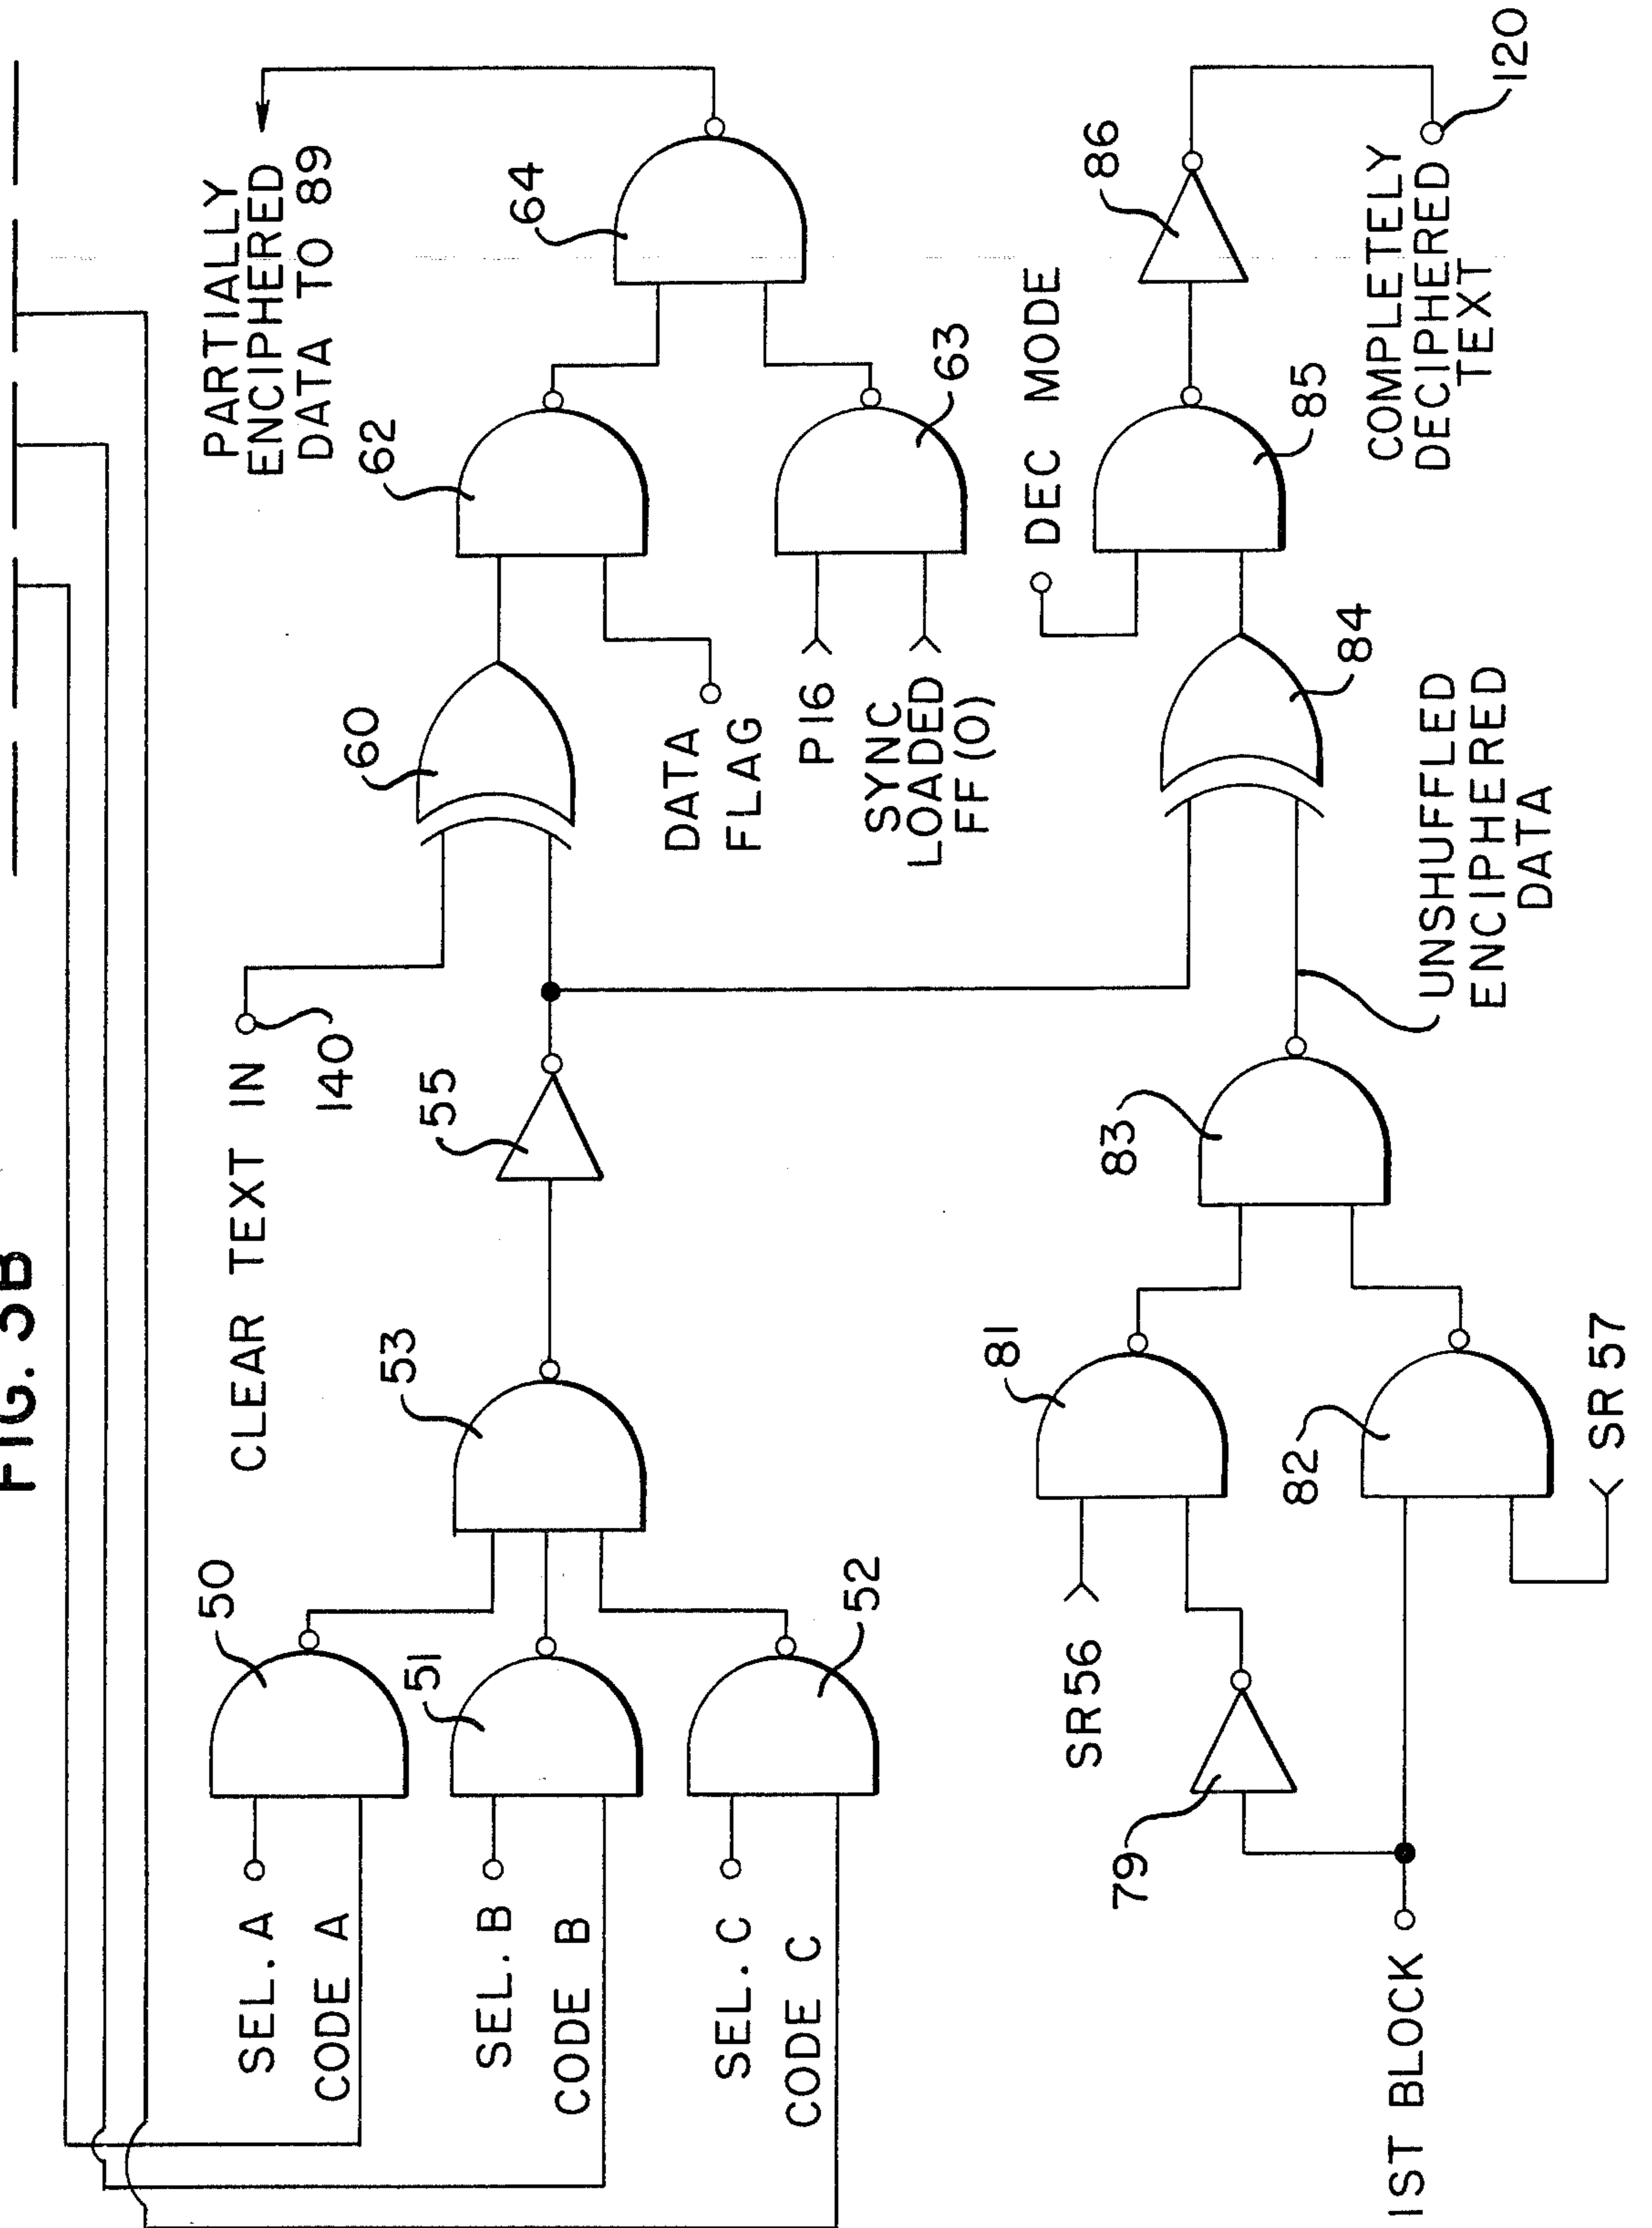 FIG. 5B
PARTIALLY
ENCIPHERED
DATA TO 89
CLEAR TEXT IN
140
50
SEL. A
CODE A
51
SEL. B
CODE B
52
SEL. C
CODE C
53
55
60
62
64
DATA
FLAG
P16
SYNC
LOADED
FF (0)
63
DEC MODE
SR56
81
79
1ST BLOCK
82
SR 57
83
UNSHUFFLED
ENCIPHERED
DATA
84
85
86
COMPLETELY
DECIPHERED
TEXT
120